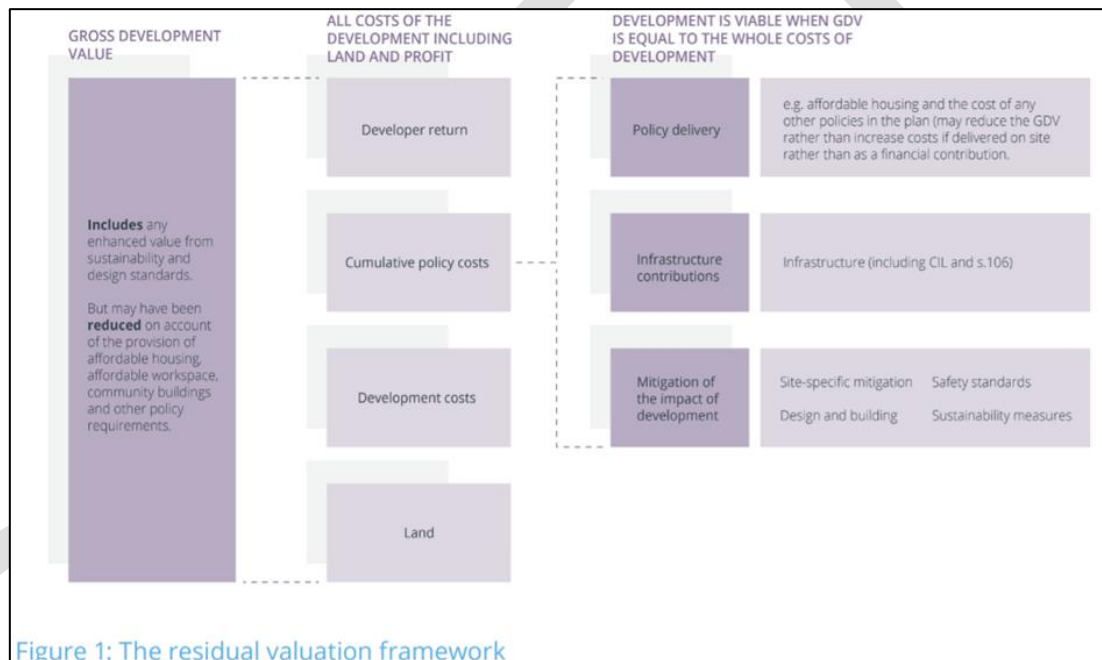 GROSS DEVELOPMENT
VALUE
Includes any
enhanced value from
sustainability and
design standards.
But may have been
reduced on account
of the provision of
affordable housing,
affordable workspace,
community buildings
and other policy
requirements.
ALL COSTS OF THE
DEVELOPMENT INCLUDING
LAND AND PROFIT
Developer return
Cumulative policy costs
Development costs
Land
DEVELOPMENT IS VIABLE WHEN GDV
IS EQUAL TO THE WHOLE COSTS OF
DEVELOPMENT
Policy delivery
e.g. affordable housing and the cost of any
other policies in the plan (may reduce the GDV
rather than increase costs if delivered on site
rather than as a financial contribution.
Infrastructure
contributions
Infrastructure (including CIL and s.106)
Mitigation of
the impact of
development
Site-specific mitigation Safety standards
Design and building Sustainability measures
Figure 1: The residual valuation framework